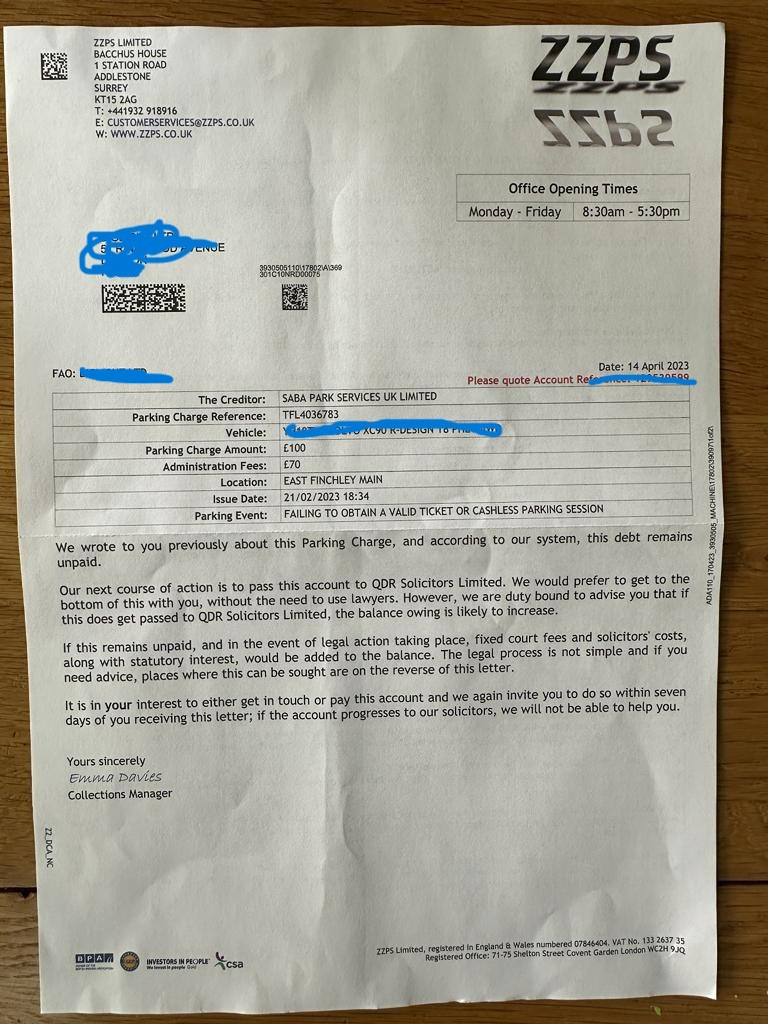 ZZPS LIMITED
BACCHUS HOUSE
1 STATION ROAD
ADDLESTONE
SURREY
KT15 2AG
T: +441932 918916
E: CUSTOMERSERVICES@ZZPS.CO.UK
W: WWW.ZZPS.CO.UK
ZZPS
Office Opening Times
Monday - Friday 8:30am - 5:30pm
3930505110\17802\A\369
301C10NRD00075
Date: 14 April 2023
FAO:
Please quote Account
The Creditor: SABA PARK SERVICES UK LIMITED
Parking Charge Reference: TFL4036783
Vehicle: XC90 R-DESIGN T8
Parking Charge Amount: £100
Administration Fees: £70
Location: EAST FINCHLEY MAIN
Issue Date: 21/02/2023 18:34
Parking Event: FAILING TO OBTAIN A VALID TICKET OR CASHLESS PARKING SESSION
We wrote to you previously about this Parking Charge, and according to our system, this debt remains
unpaid.
Our next course of action is to pass this account to QDR Solicitors Limited. We would prefer to get to the
bottom of this with you, without the need to use lawyers. However, we are duty bound to advise you that if
this does get passed to QDR Solicitors Limited, the balance owing is likely to increase.
If this remains unpaid, and in the event of legal action taking place, fixed court fees and solicitors' costs,
along with statutory interest, would be added to the balance. The legal process is not simple and if you
need advice, places where this can be sought are on the reverse of this letter.
It is in your interest to either get in touch or pay this account and we again invite you to do so within seven
days of you receiving this letter; if the account progresses to our solicitors, we will not be able to help you.
Yours sincerely
Emma Davies
Collections Manager
ZZ_DCA_NC
BPA
INVESTORS IN PEOPLE
We invest in people Gold
csa
ZZPS Limited, registered in England & Wales numbered 07846404. VAT No. 133 2637 35
Registered Office: 71-75 Shelton Street Covent Garden London WC2H 9JQ